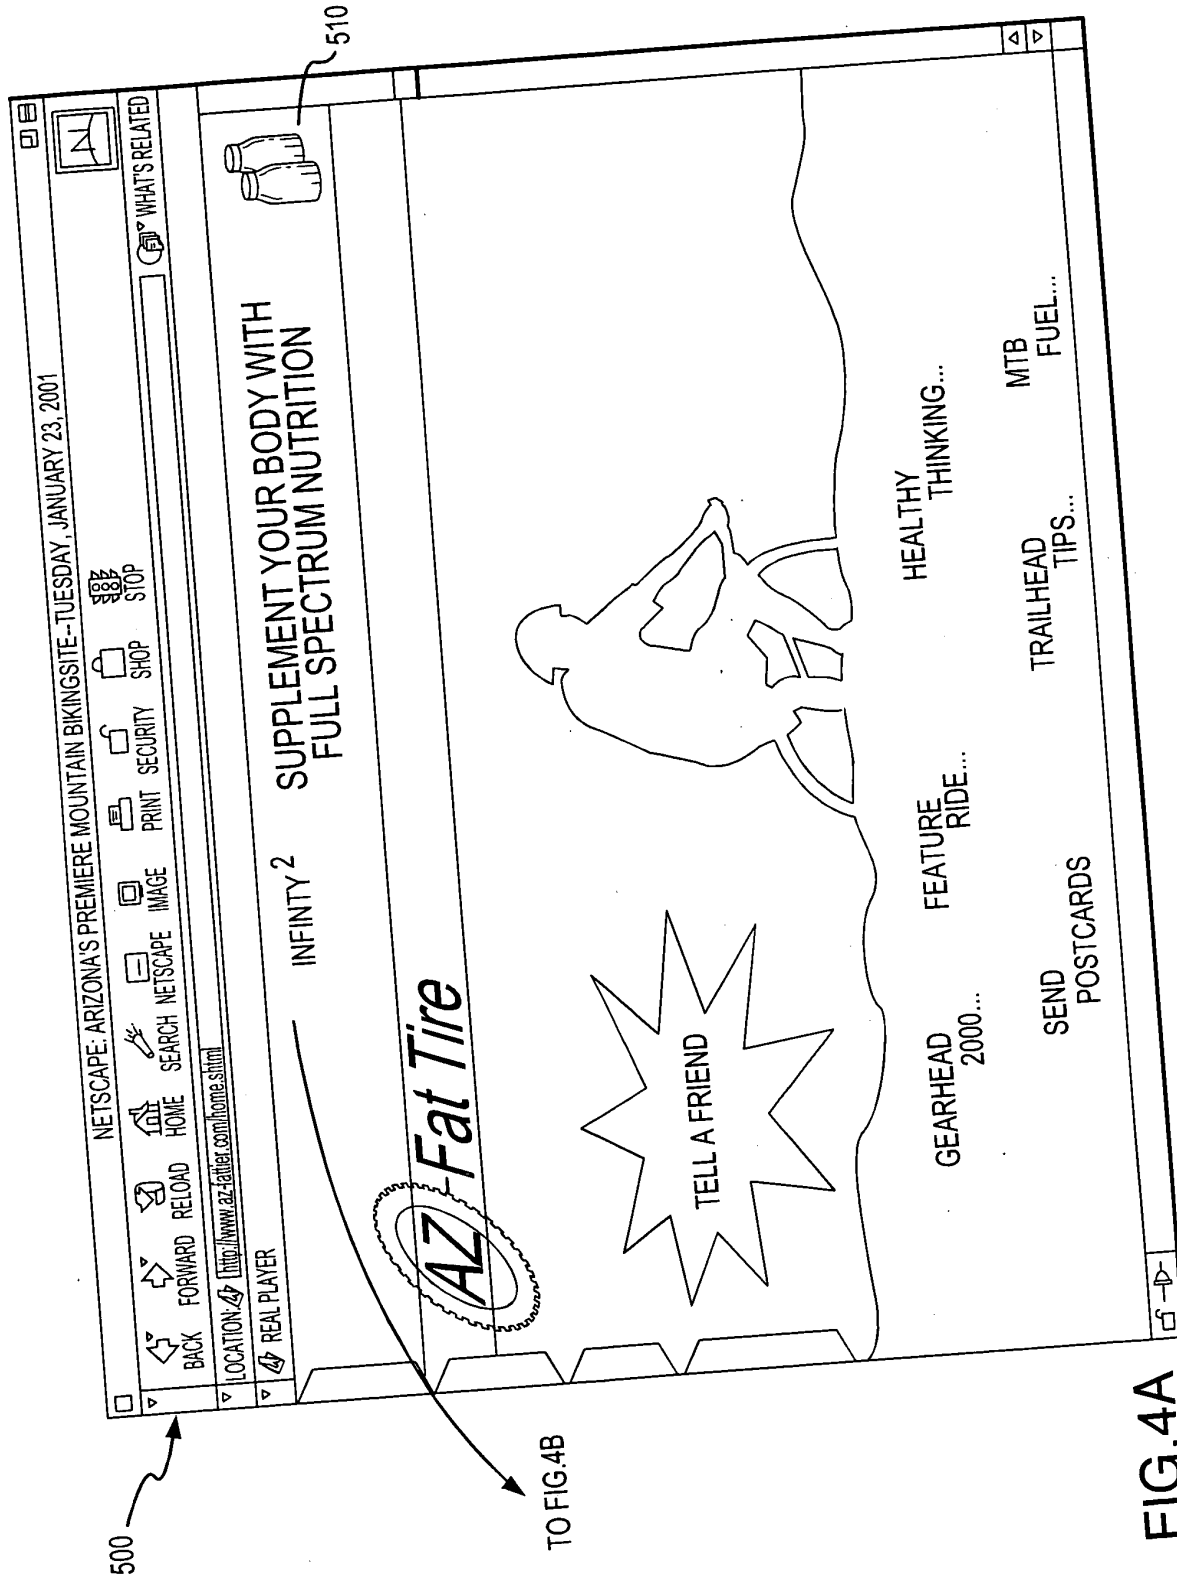 500
510
NETSCAPE: ARIZONA'S PREMIERE MOUNTAIN BIKINGSITE--TUESDAY, JANUARY 23, 2001
BACK FORWARD RELOAD HOME SEARCH NETSCAPE IMAGE PRINT SECURITY SHOP STOP
LOCATION: http://www.az-fattier.com/home.shtml
WHAT'S RELATED
REAL PLAYER
INFINTY2
SUPPLEMENT YOUR BODY WITH
FULL SPECTRUM NUTRITION
AZ-Fat Tire
TELL A FRIEND
GEARHEAD
2000...
FEATURE
RIDE...
HEALTHY
THINKING...
SEND
POSTCARDS
TRAILHEAD
TIPS...
MTB
FUEL...
TO FIG.4B
FIG.4A